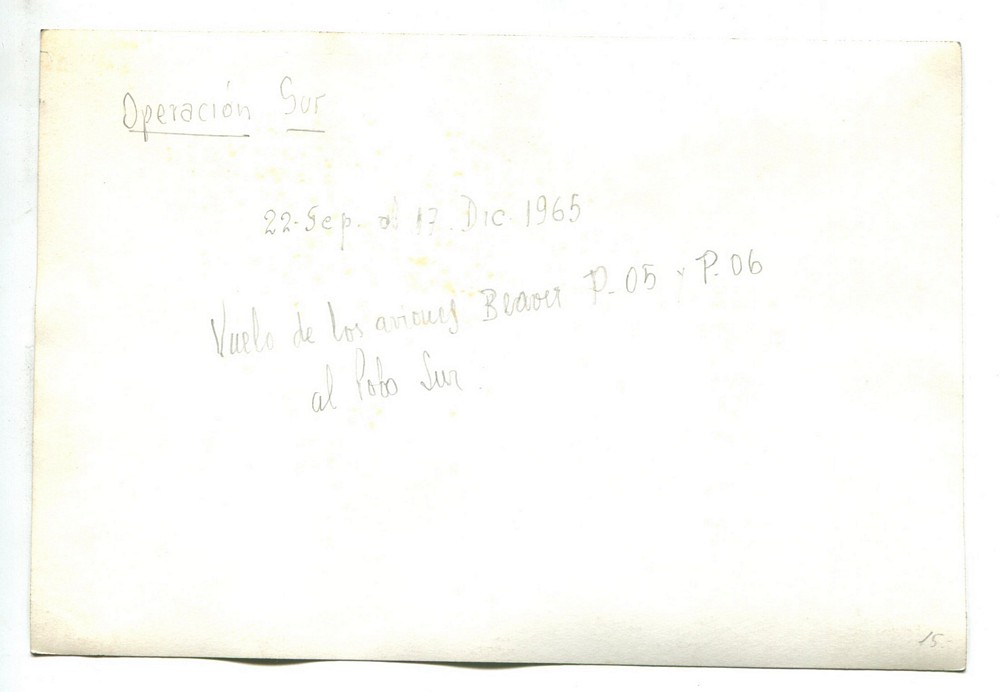 Operación Sur
22-Sep. al 17. Dic. 1965
Vuelo de los aviones Beaver P-05 y P-06
al Polo Sur.
15